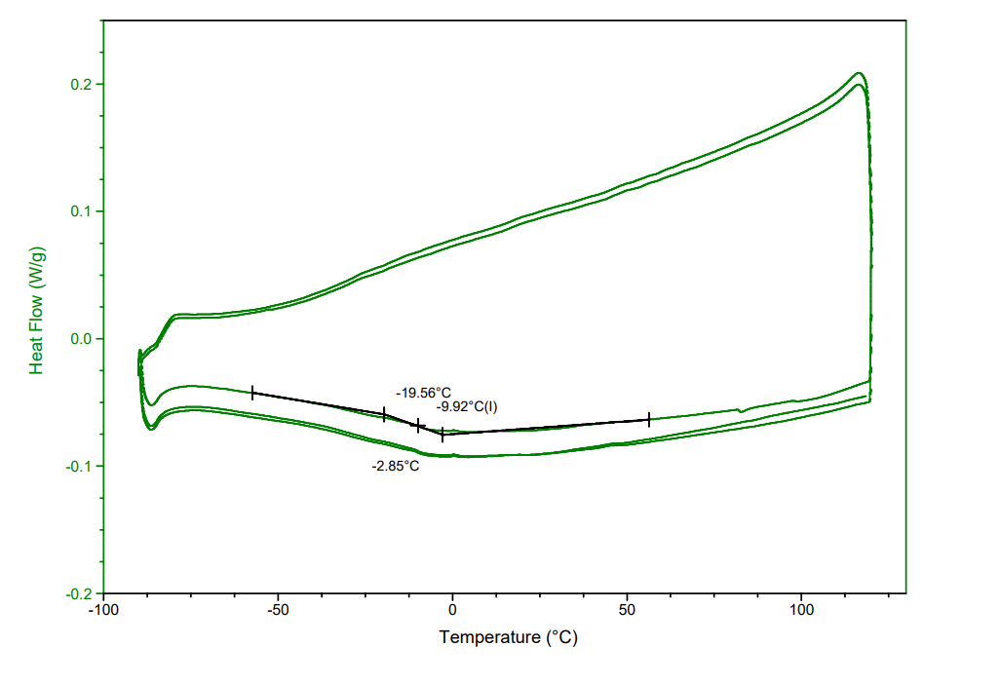 0.2
0.1
0.0
-0.1
-0.2
Heat Flow (W/g)
-19.56°C
-9.92°C(I)
-2.85°C
-100 -50 0 50 100
Temperature (°C)